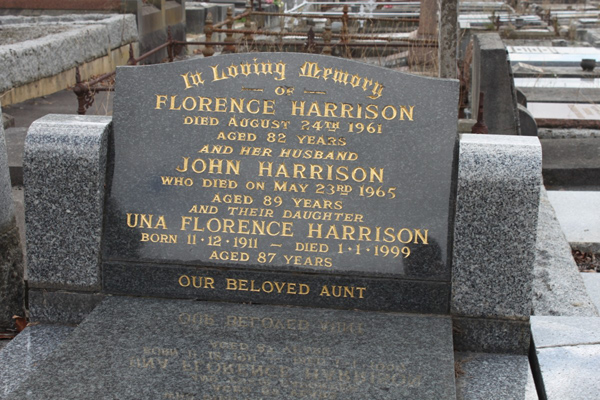 In Loving Memory
— OF —
FLORENCE HARRISON
DIED AUGUST 24TH 1961
AGED 82 YEARS
AND HER HUSBAND
JOHN HARRISON
WHO DIED ON MAY 23RD 1965
AGED 89 YEARS
AND THEIR DAUGHTER
UNA FLORENCE HARRISON
BORN 11·12·1911 — DIED 1·1·1999
AGED 87 YEARS
OUR BELOVED AUNT